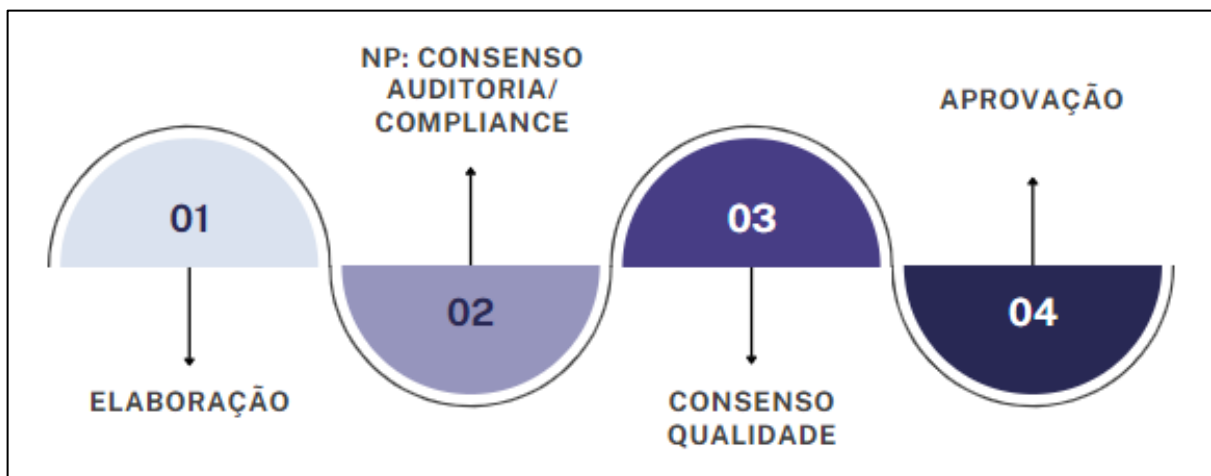 01
ELABORAÇÃO
NP: CONSENSO
AUDITORIA/
COMPLIANCE
02
03
CONSENSO
QUALIDADE
APROVAÇÃO
04